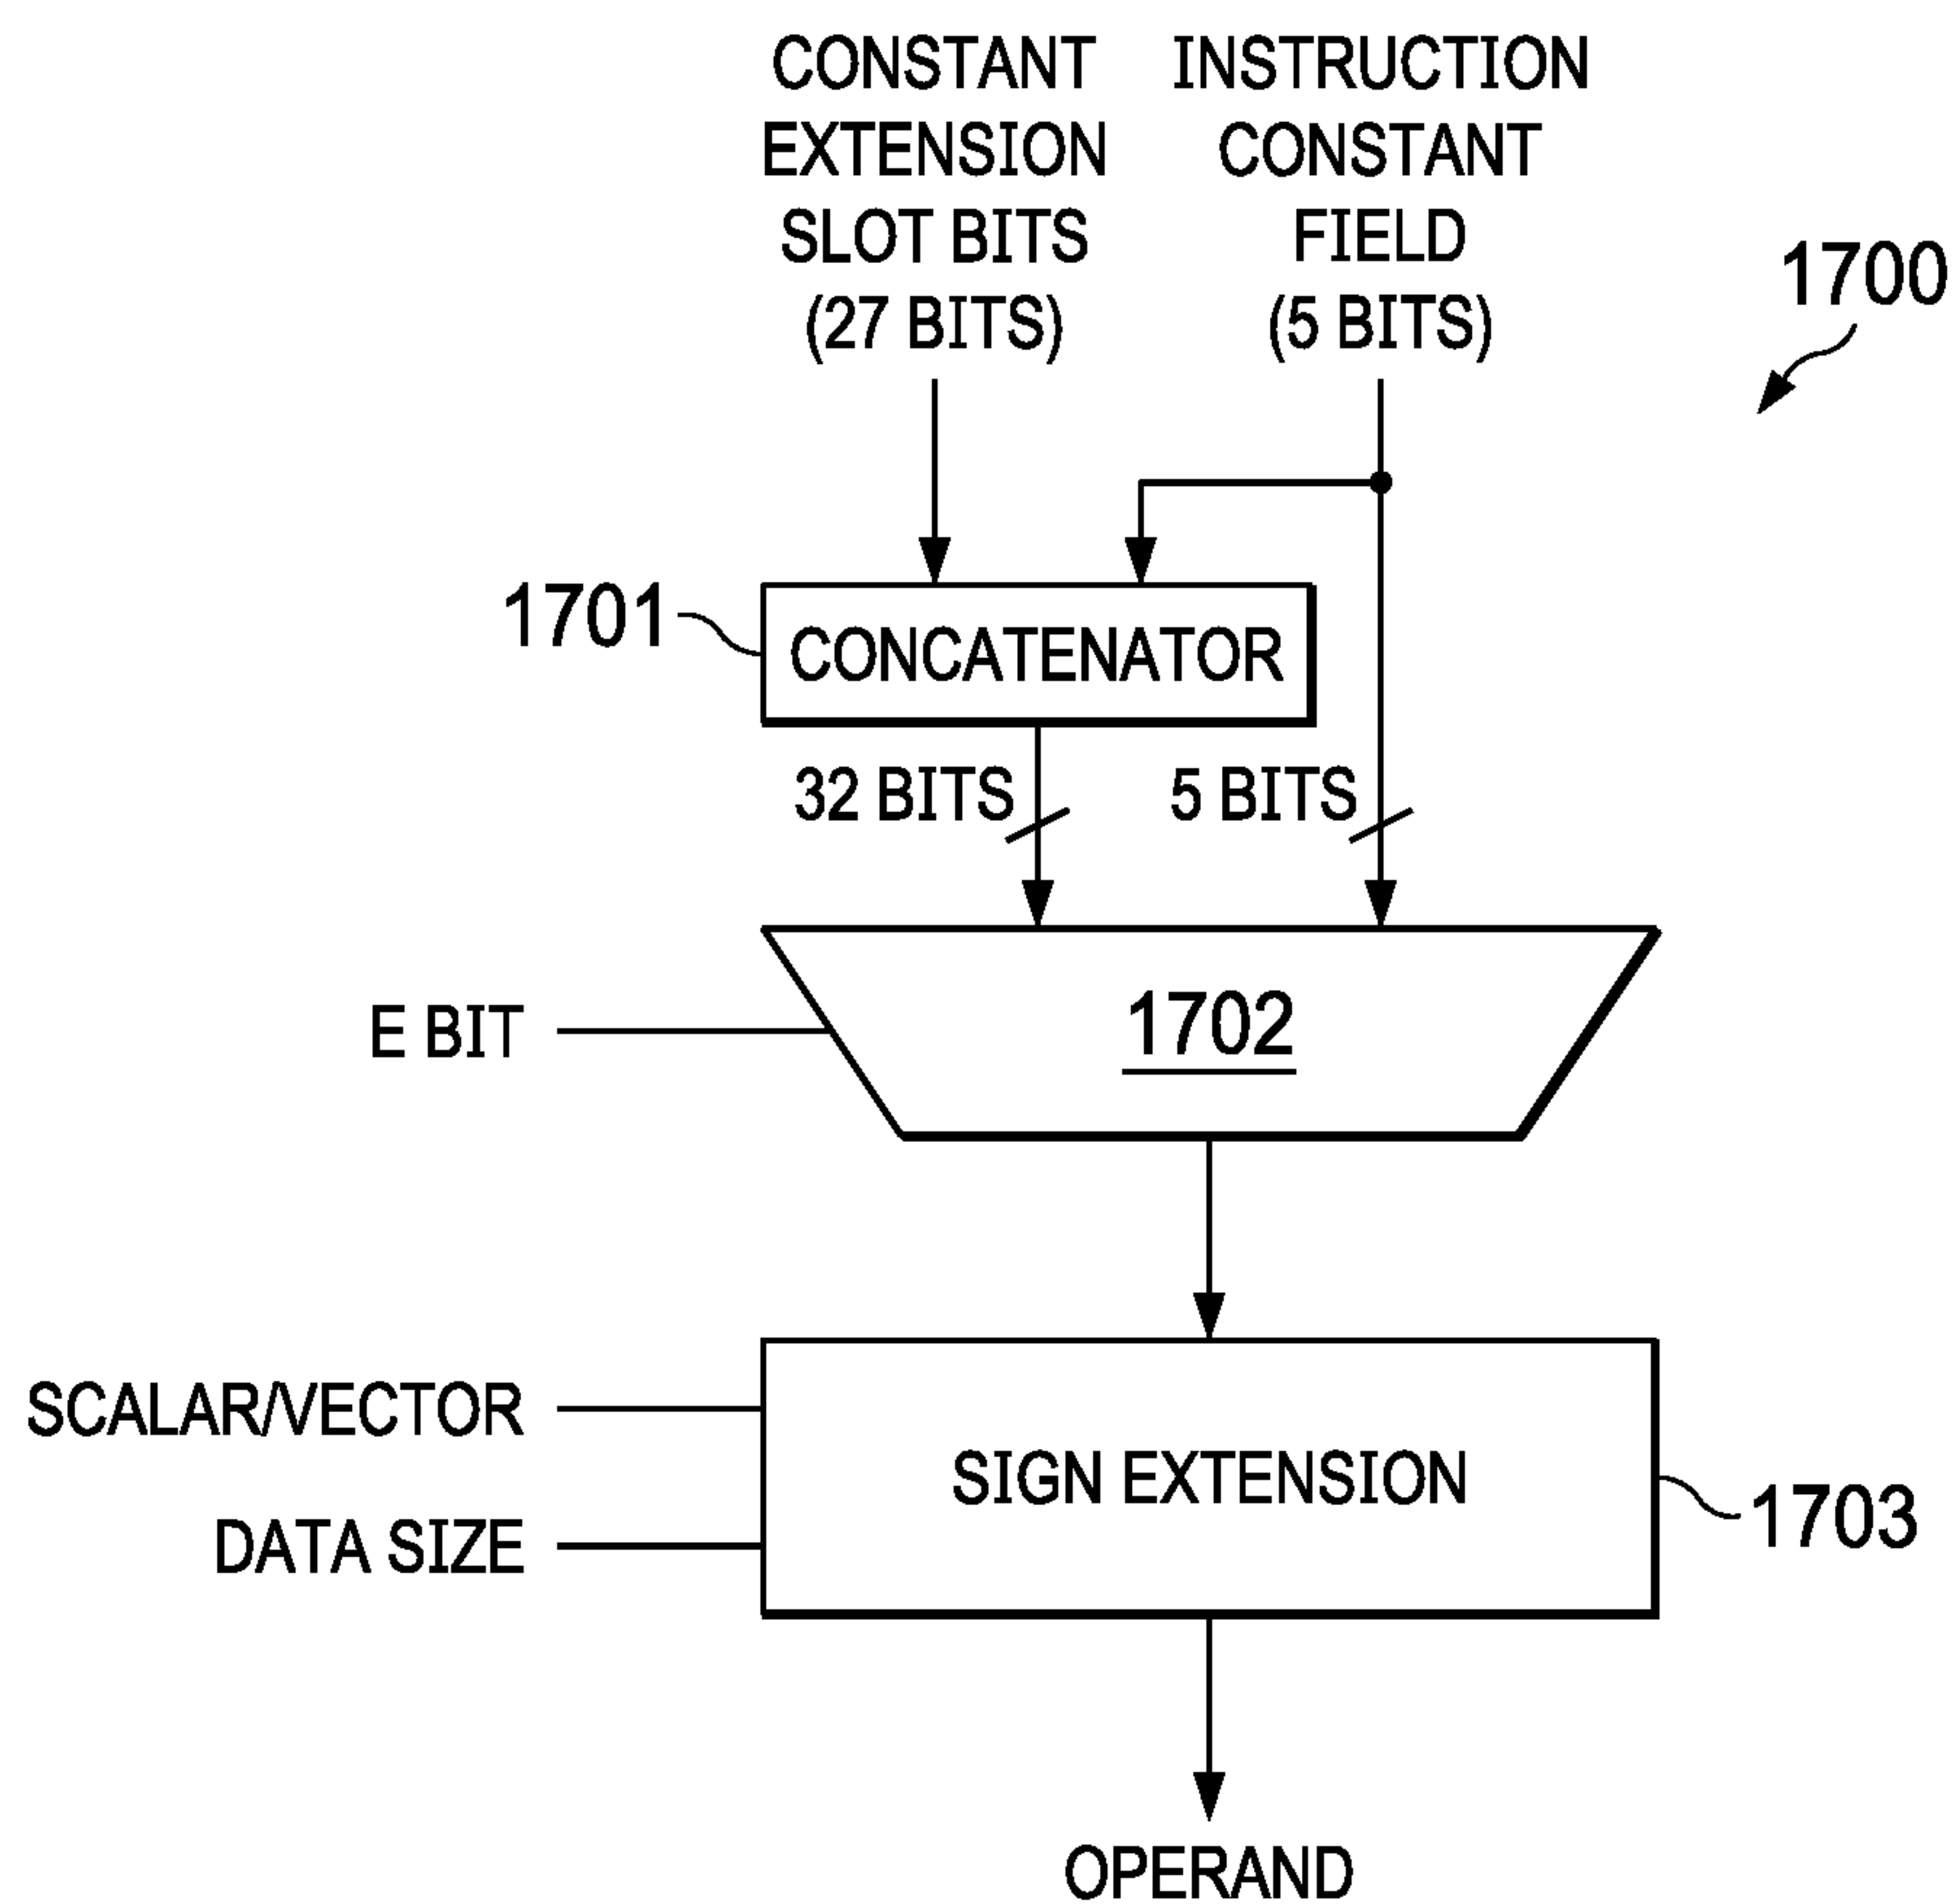 CONSTANT
EXTENSION
SLOT BITS
(27 BITS)
INSTRUCTION
CONSTANT
FIELD
(5 BITS)
1700
1701
CONCATENATOR
32 BITS
5 BITS
E BIT
1702
SCALAR/VECTOR
DATA SIZE
SIGN EXTENSION
1703
OPERAND